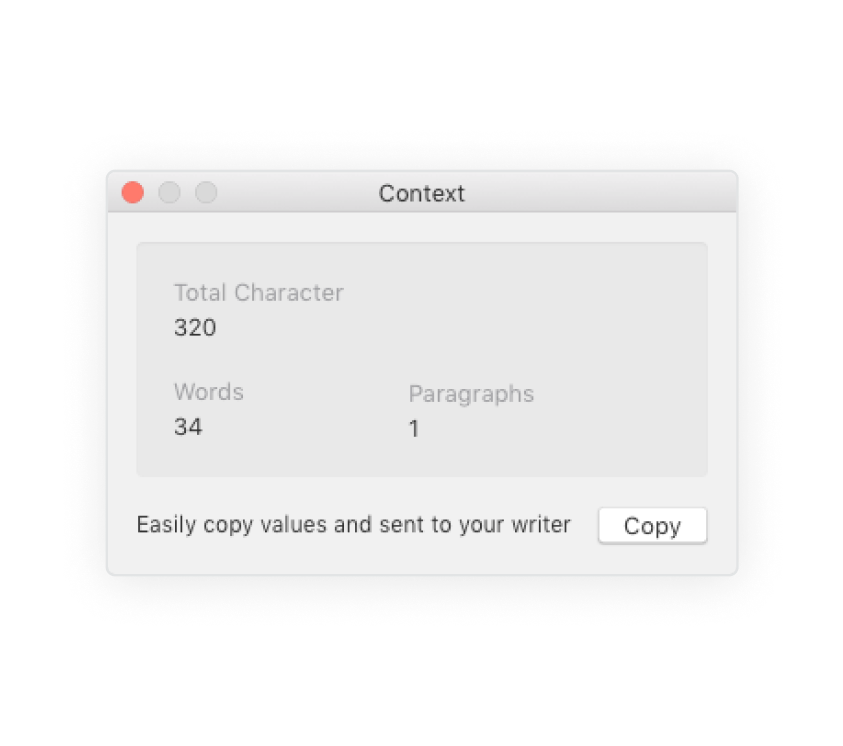 Context
Total Character
320
Words
Paragraphs
34
1
Easily copy values and sent to your writer
Copy